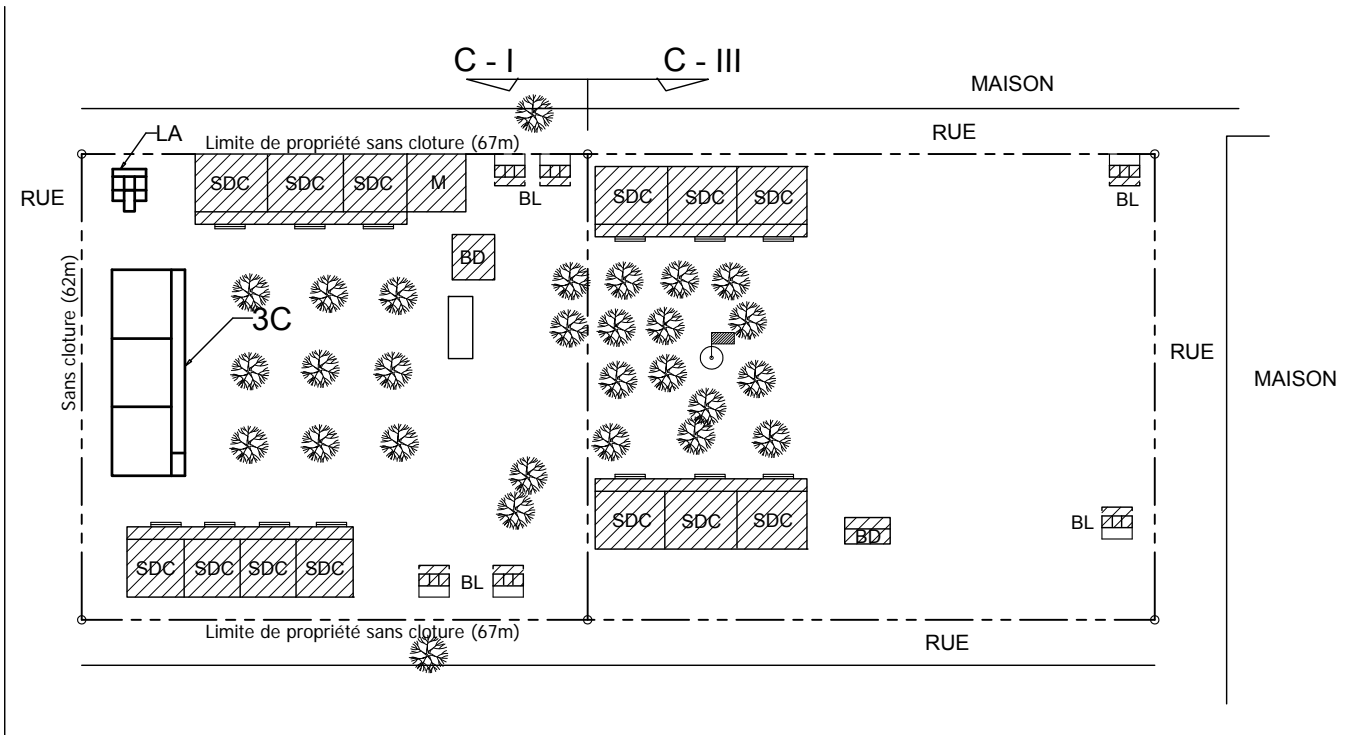 C - I
C - III
MAISON
RUE
LA
Limite de propriété sans cloture (67m)
RUE
SDC
SDC
SDC
M
BL
SDC
SDC
SDC
BL
BD
Sans cloture (62m)
3C
RUE
MAISON
SDC
SDC
SDC
SDC
BL
SDC
SDC
SDC
BD
BL
Limite de propriété sans cloture (67m)
RUE